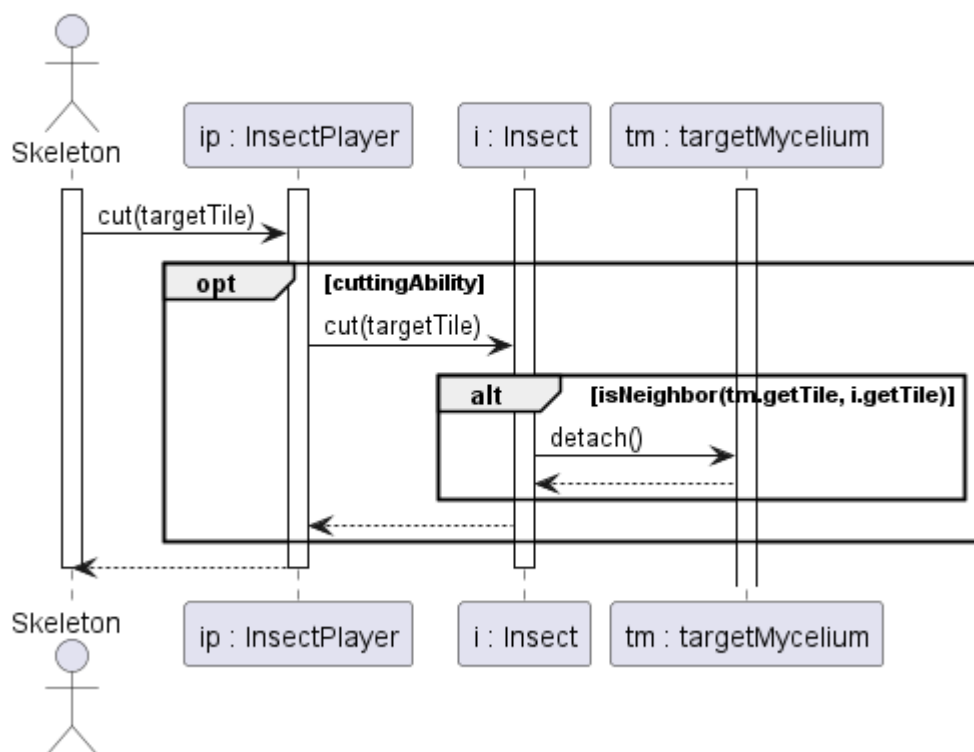 Skeleton
ip : InsectPlayer
i : Insect
tm : targetMycelium
cut(targetTile)
opt
[cuttingAbility]
cut(targetTile)
alt
[isNeighbor(tm.getTile, i.getTile)]
detach()
Skeleton
ip : InsectPlayer
i : Insect
tm : targetMycelium